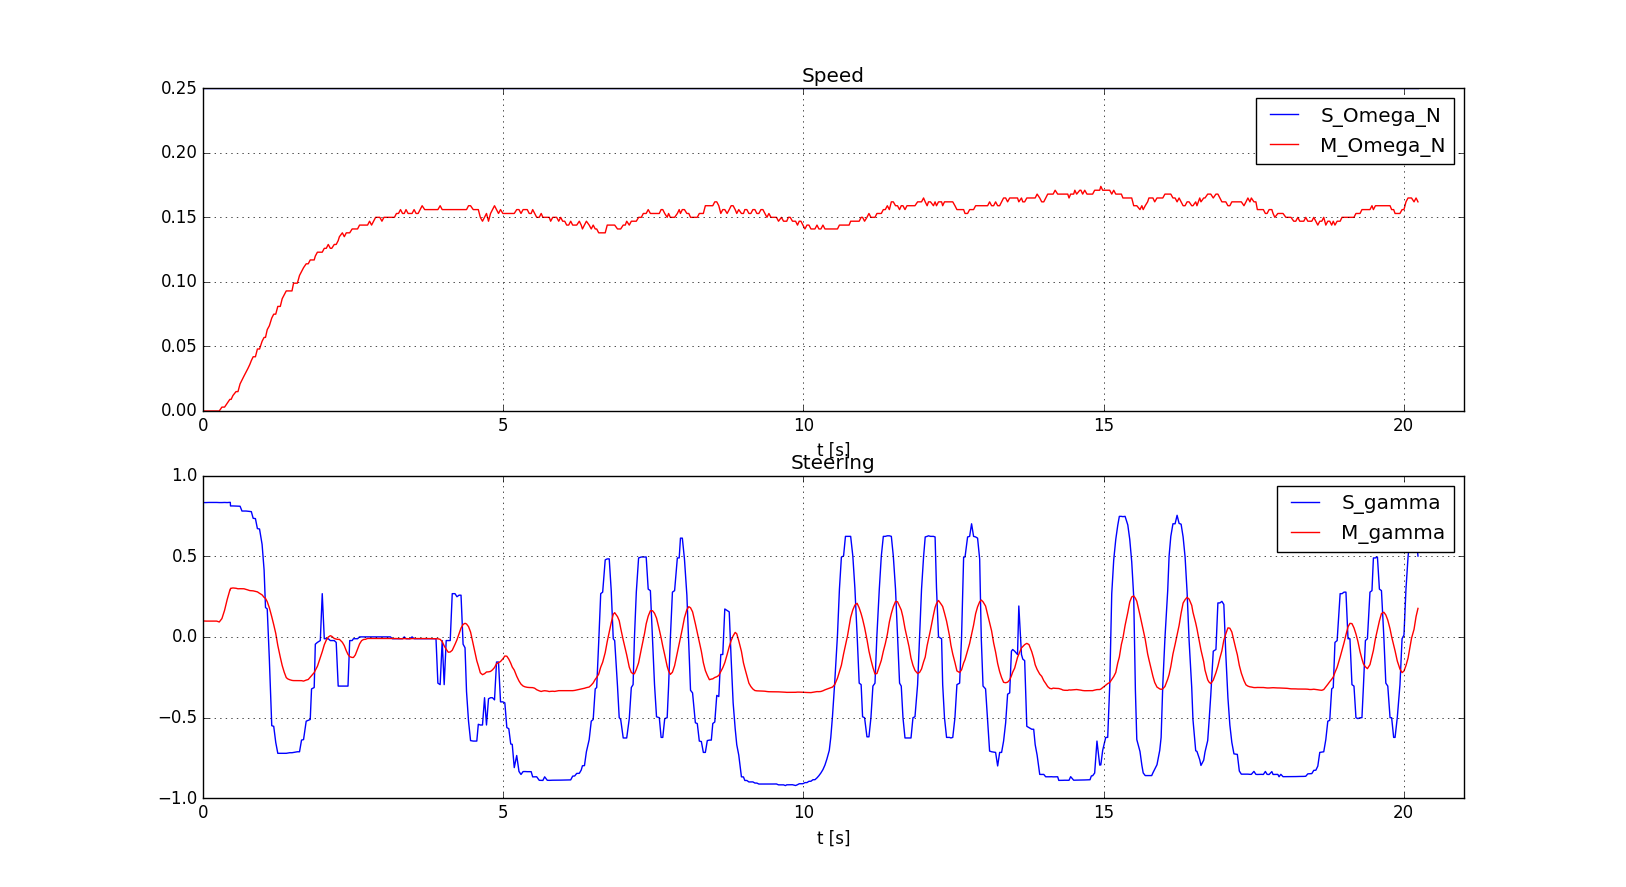 Speed
0.25
0.20
0.15
0.10
0.05
0.00
S_Omega_N
M_Omega_N
0 5 10 15 20
t [s]
Steering
1.0
0.5
0.0
−0.5
−1.0
S_gamma
M_gamma
0 5 10 15 20
t [s]